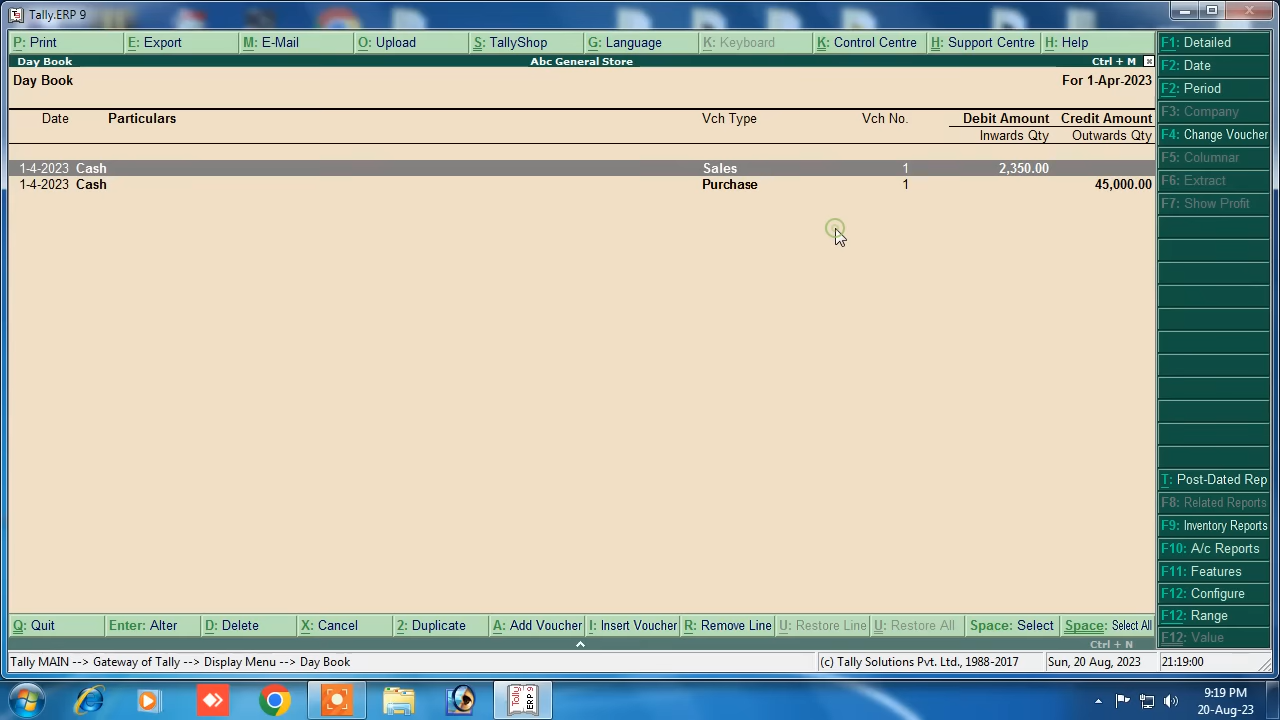 Tally.ERP 9
P: Print E: Export M: E-Mail O: Upload S: TallyShop G: Language K: Keyboard K: Control Centre H: Support Centre H: Help
Day Book Abc General Store Ctrl + M
Day Book For 1-Apr-2023
Date Particulars Vch Type Vch No. Debit Amount Credit Amount
Inwards Qty Outwards Qty
1-4-2023 Cash Sales 1 2,350.00
1-4-2023 Cash Purchase 1 45,000.00
F1: Detailed
F2: Date
F2: Period
F3: Company
F4: Change Voucher
F5: Columnar
F6: Extract
F7: Show Profit
T: Post-Dated Rep
F8: Related Reports
F9: Inventory Reports
F10: A/c Reports
F11: Features
F12: Configure
F12: Range
F12: Value
Q: Quit Enter: Alter D: Delete X: Cancel 2: Duplicate A: Add Voucher I: Insert Voucher R: Remove Line U: Restore Line U: Restore All Space: Select Space: Select All
Ctrl + N
Tally MAIN --> Gateway of Tally --> Display Menu --> Day Book (c) Tally Solutions Pvt. Ltd., 1988-2017 Sun, 20 Aug, 2023 21:19:00
Tally ERP 9
9:19 PM
20-Aug-23